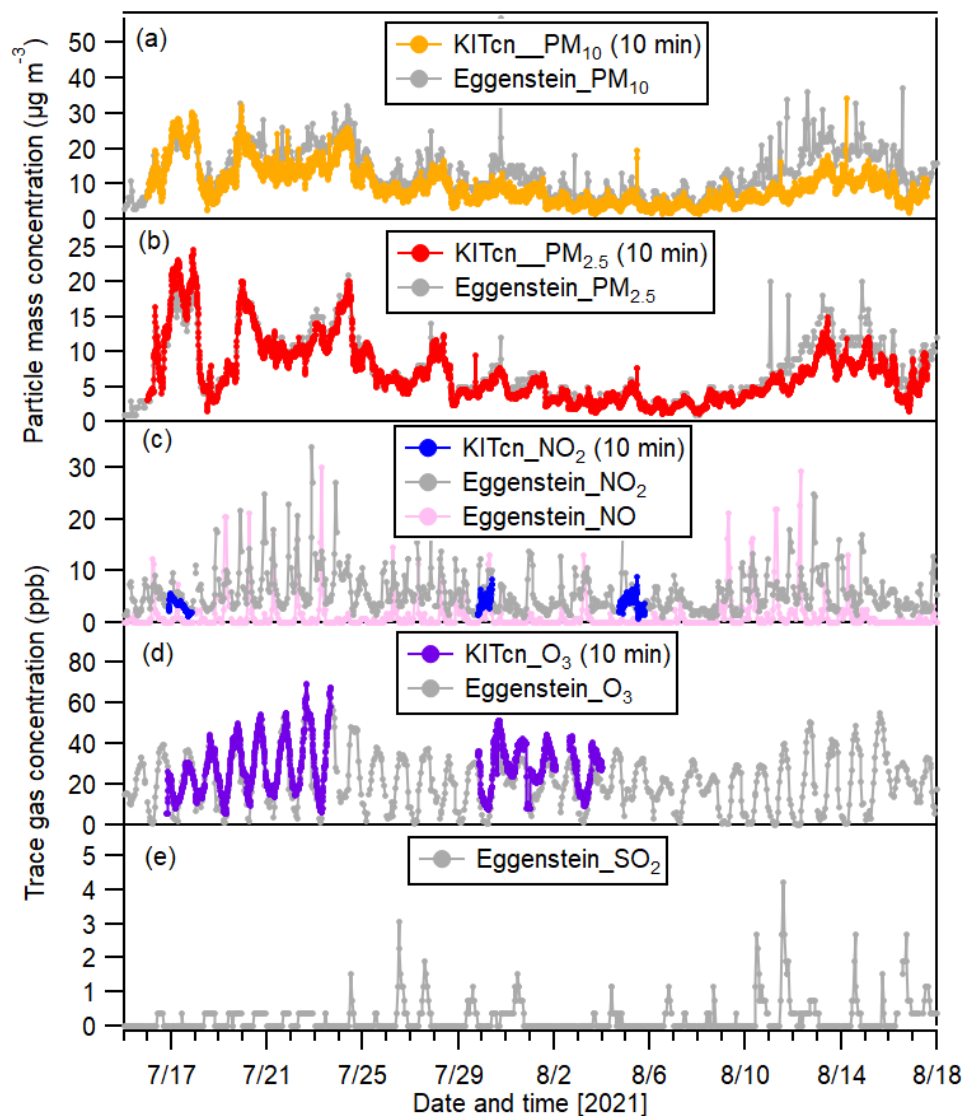 (a)
KITcn__PM₁₀ (10 min)
Eggenstein_PM₁₀
50
40
30
20
10
0
Particle mass concentration (µg m⁻³)
(b)
KITcn__PM₂.₅ (10 min)
Eggenstein_PM₂.₅
25
20
15
10
5
0
(c)
KITcn_NO₂ (10 min)
Eggenstein_NO₂
Eggenstein_NO
30
20
10
0
Trace gas concentration (ppb)
(d)
KITcn_O₃ (10 min)
Eggenstein_O₃
80
60
40
20
0
(e)
Eggenstein_SO₂
5
4
3
2
1
0
7/17 7/21 7/25 7/29 8/2 8/6 8/10 8/14 8/18
Date and time [2021]